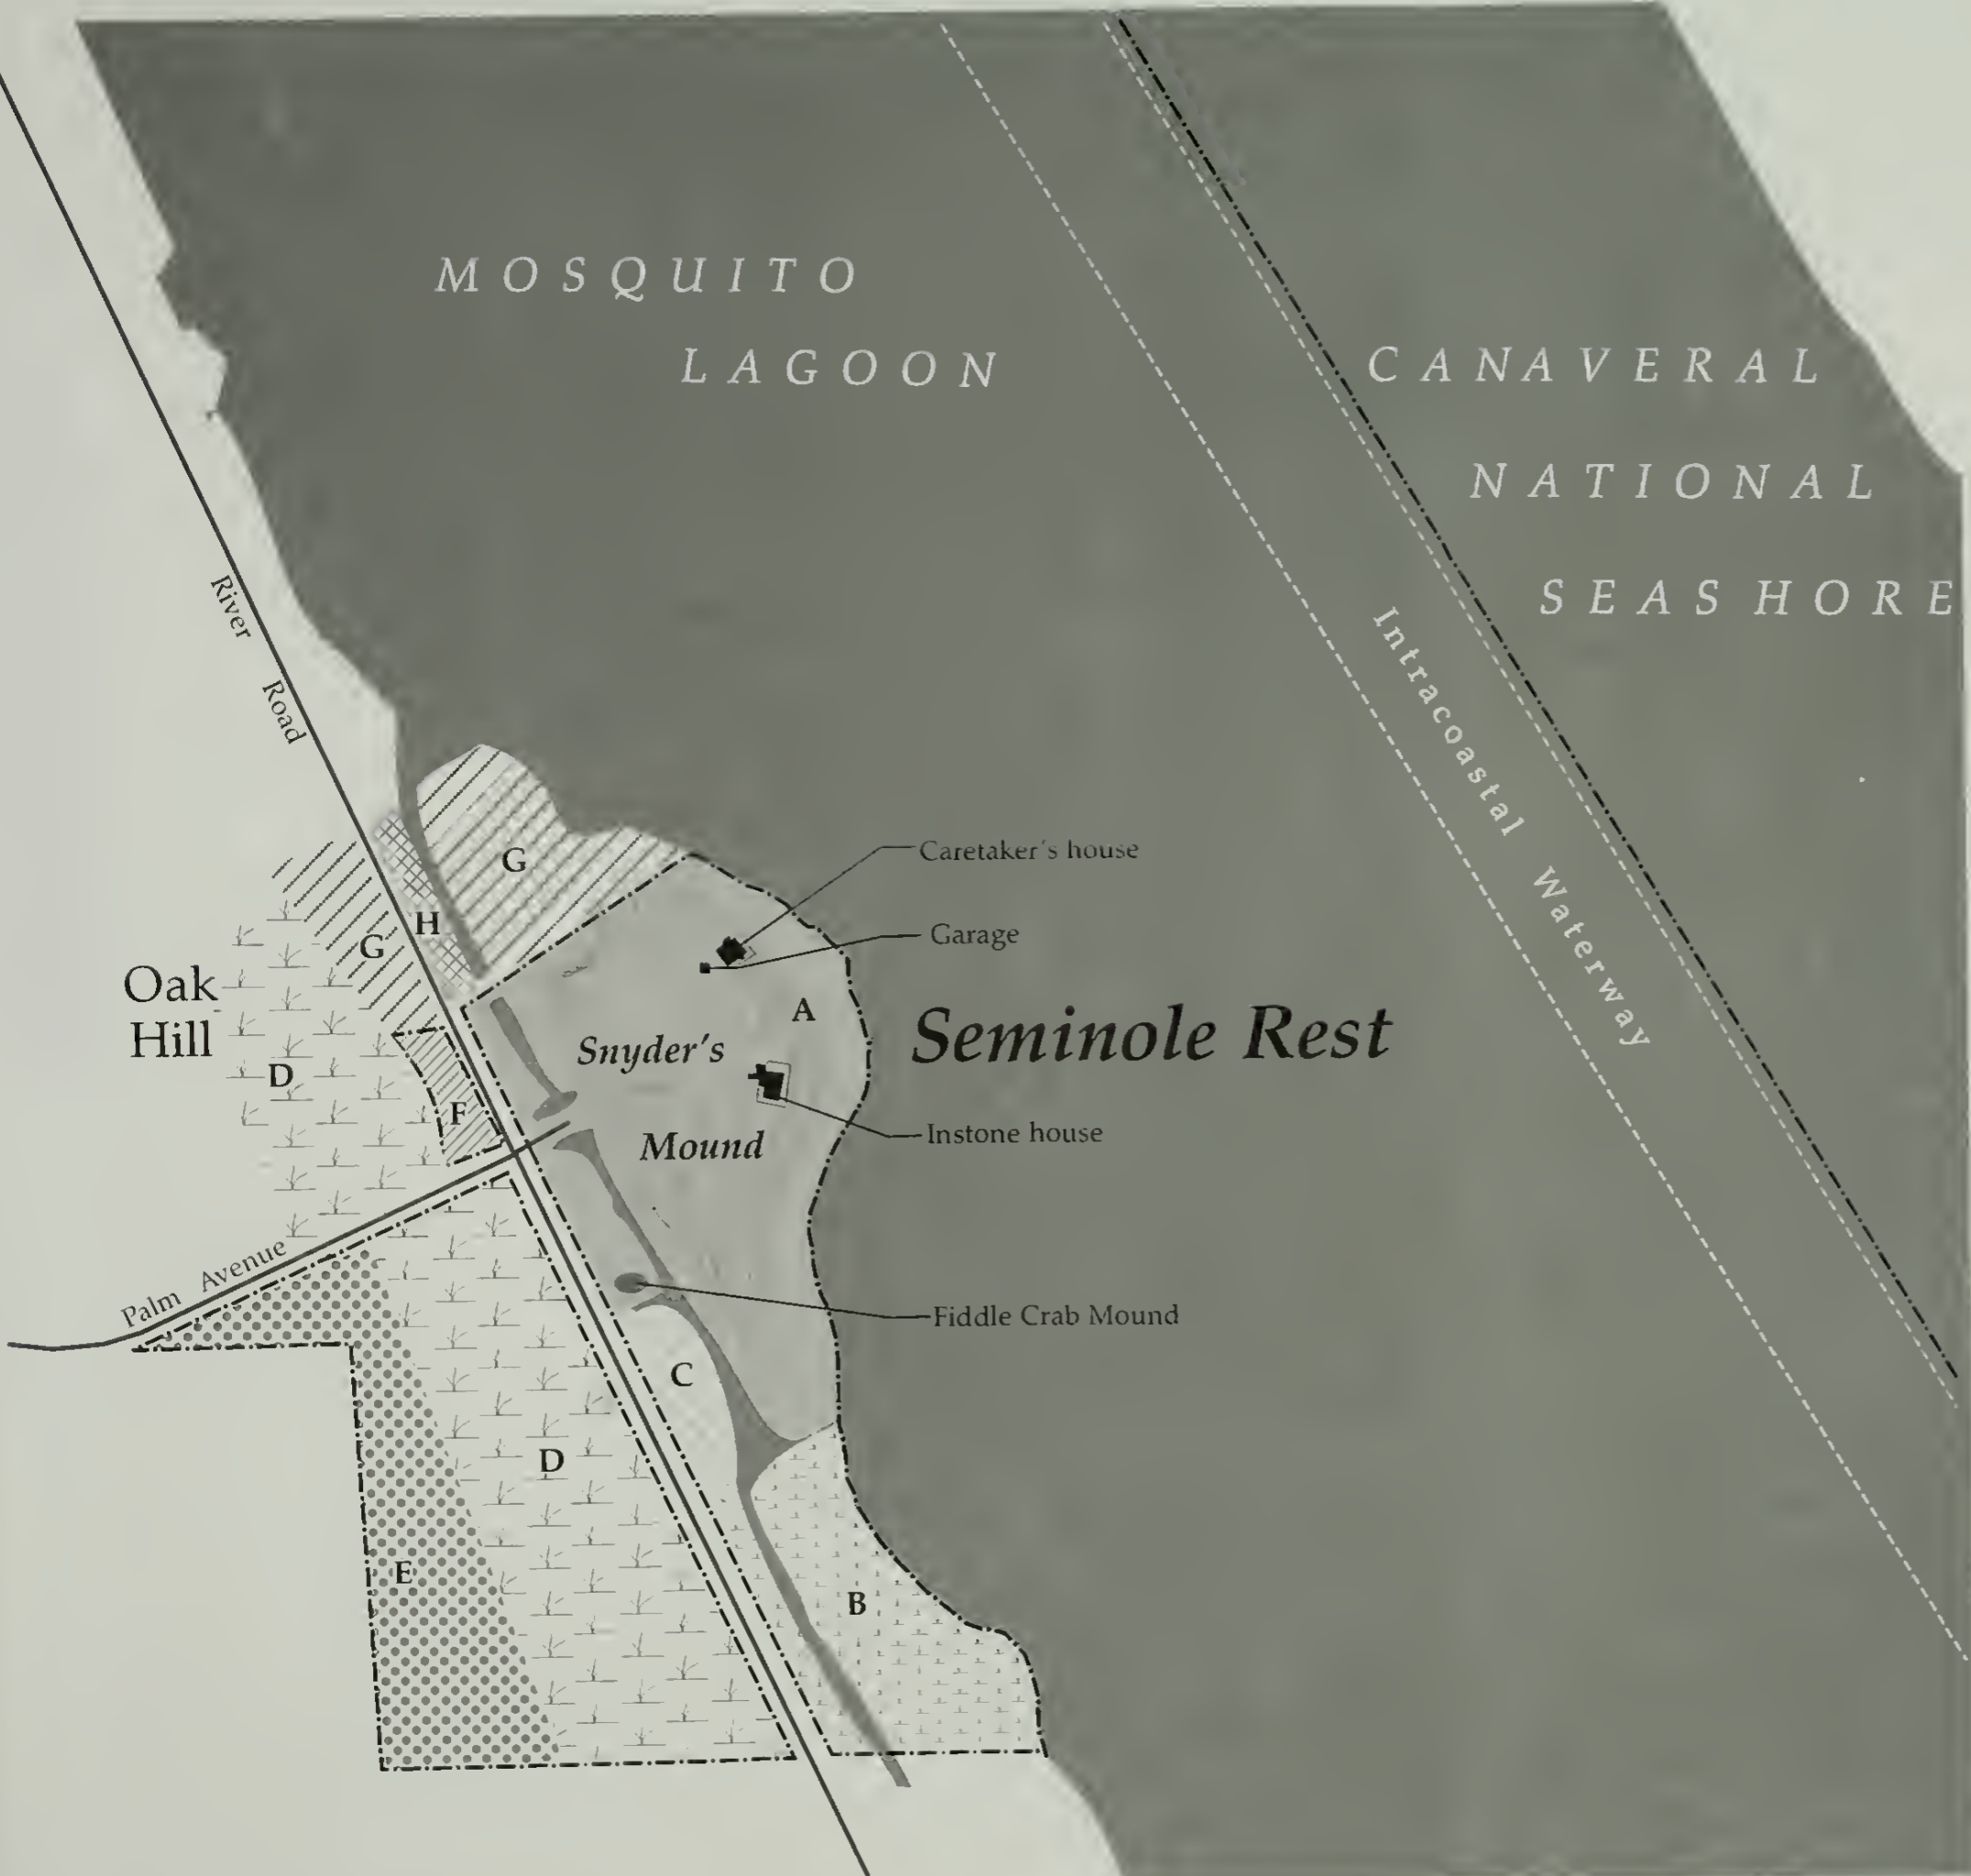 MOSQUITO
LAGOON
CANAVERAL
NATIONAL
SEASHORE
River Road
Intracoastal Waterway
Caretaker's house
G
Garage
H
G
Oak
Hill
A
Seminole Rest
Snyder's
Mound
D
F
Instone house
Palm Avenue
Fiddle Crab Mound
C
D
E
B